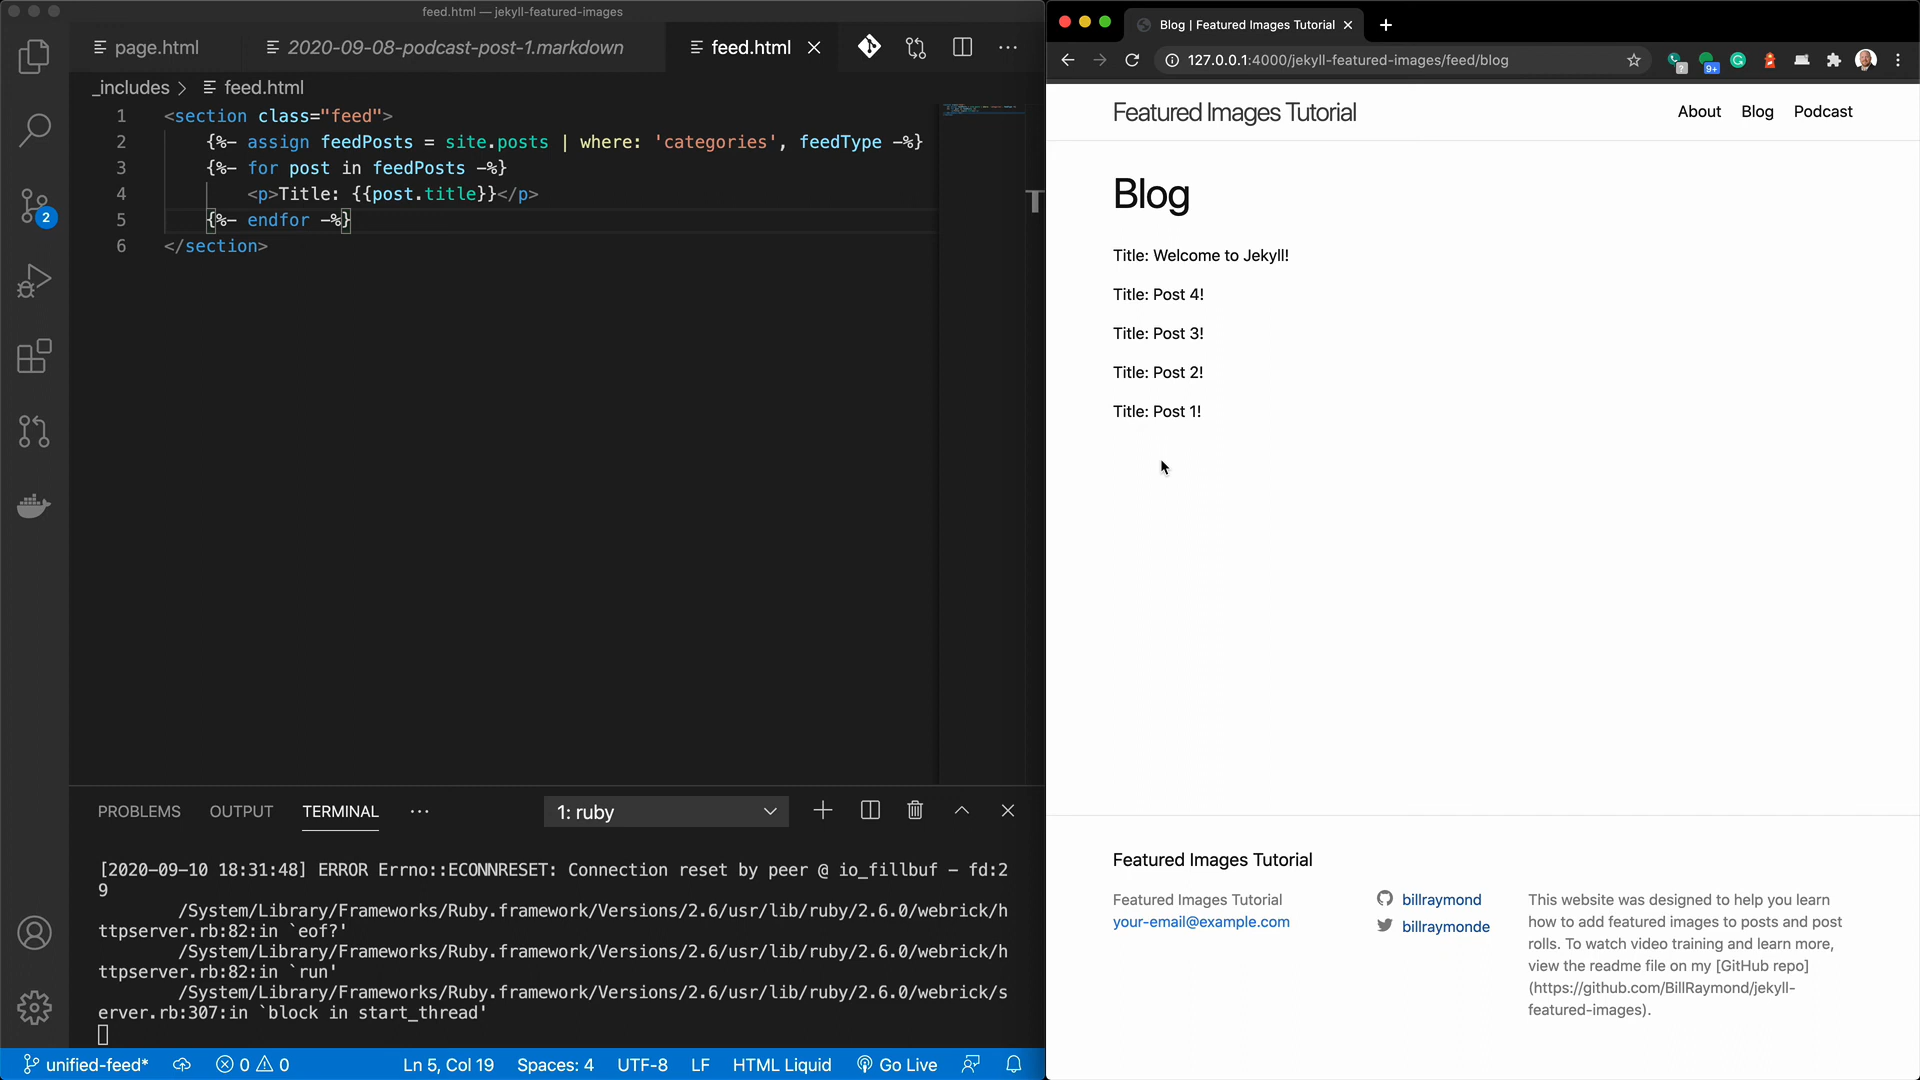 feed.html — jekyll-featured-images
page.html
2020-09-08-podcast-post-1.markdown
feed.html
_includes > feed.html
1 <section class="feed">
2 {%- assign feedPosts = site.posts | where: 'categories', feedType -%}
3 {%- for post in feedPosts -%}
4 <p>Title: {{post.title}}</p>
5 {%- endfor -%}
6 </section>
2
PROBLEMS
OUTPUT
TERMINAL
1: ruby
[2020-09-10 18:31:48] ERROR Errno::ECONNRESET: Connection reset by peer @ io_fillbuf - fd:2
9
/System/Library/Frameworks/Ruby.framework/Versions/2.6/usr/lib/ruby/2.6.0/webrick/h
ttpserver.rb:82:in `eof?'
/System/Library/Frameworks/Ruby.framework/Versions/2.6/usr/lib/ruby/2.6.0/webrick/h
ttpserver.rb:82:in `run'
/System/Library/Frameworks/Ruby.framework/Versions/2.6/usr/lib/ruby/2.6.0/webrick/s
erver.rb:307:in `block in start_thread'
unified-feed*
0
0
Ln 5, Col 19
Spaces: 4
UTF-8
LF
HTML Liquid
Go Live
Blog | Featured Images Tutorial
127.0.0.1:4000/jekyll-featured-images/feed/blog
?
9+
Featured Images Tutorial
About
Blog
Podcast
Blog
Title: Welcome to Jekyll!
Title: Post 4!
Title: Post 3!
Title: Post 2!
Title: Post 1!
T
Featured Images Tutorial
Featured Images Tutorial
your-email@example.com
billraymond
billraymonde
This website was designed to help you learn
how to add featured images to posts and post
rolls. To watch video training and learn more,
view the readme file on my [GitHub repo]
(https://github.com/BillRaymond/jekyll-
featured-images).